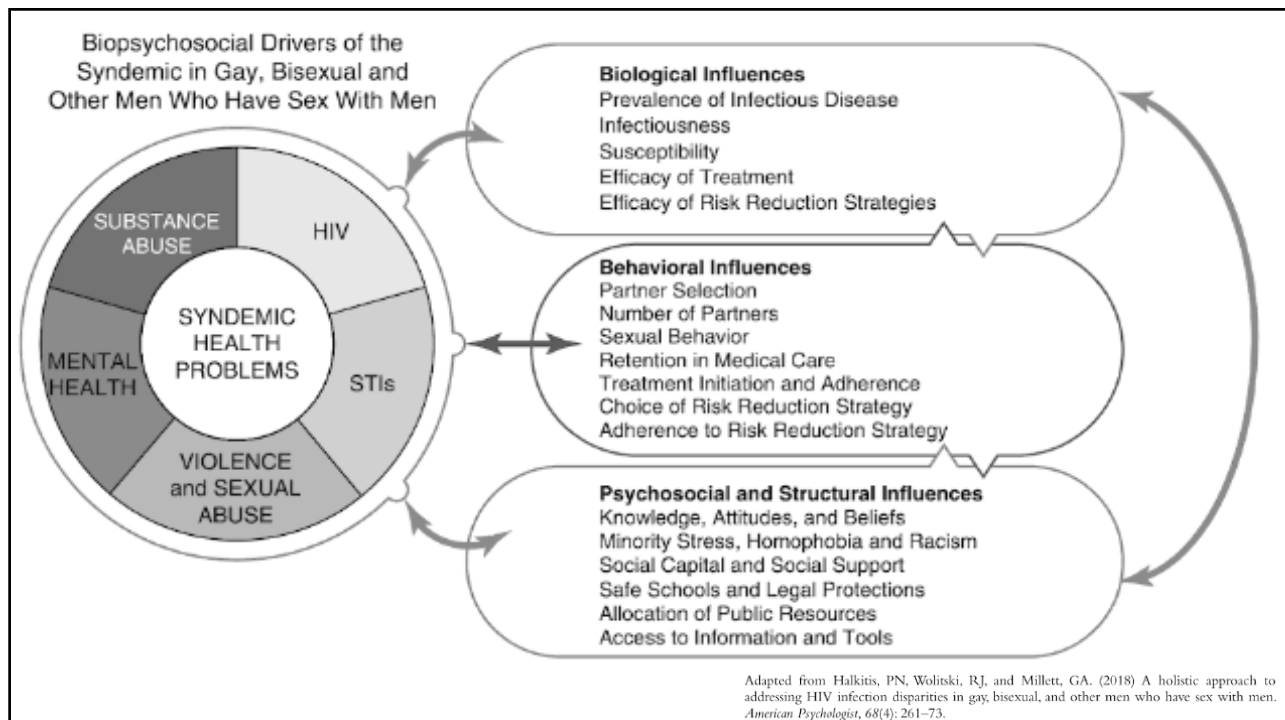 Biopsychosocial Drivers of the
Syndemic in Gay, Bisexual and
Other Men Who Have Sex With Men
SUBSTANCE
ABUSE
HIV
MENTAL
HEALTH
SYNDEMIC
HEALTH
PROBLEMS
STIs
VIOLENCE
and SEXUAL
ABUSE
Biological Influences
Prevalence of Infectious Disease
Infectiousness
Susceptibility
Efficacy of Treatment
Efficacy of Risk Reduction Strategies
Behavioral Influences
Partner Selection
Number of Partners
Sexual Behavior
Retention in Medical Care
Treatment Initiation and Adherence
Choice of Risk Reduction Strategy
Adherence to Risk Reduction Strategy
Psychosocial and Structural Influences
Knowledge, Attitudes, and Beliefs
Minority Stress, Homophobia and Racism
Social Capital and Social Support
Safe Schools and Legal Protections
Allocation of Public Resources
Access to Information and Tools
Adapted from Halkitis, PN, Wolitski, RJ, and Millett, GA. (2018) A holistic approach to
addressing HIV infection disparities in gay, bisexual, and other men who have sex with men.
American Psychologist, 68(4): 261–73.